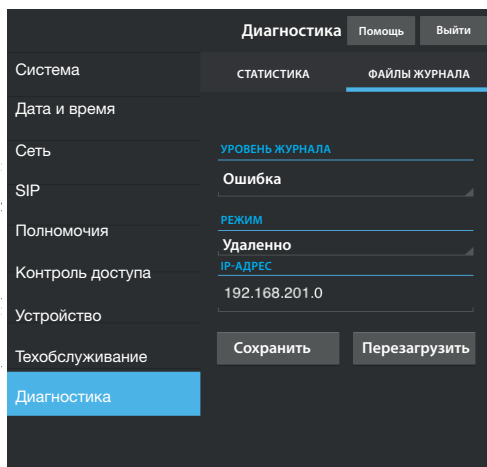 Диагностика Помощь Выйти
Система
Дата и время
Сеть
SIP
Полномочия
Контроль доступа
Устройство
Техобслуживание
Диагностика
СТАТИСТИКА ФАЙЛЫ ЖУРНАЛА
УРОВЕНЬ ЖУРНАЛА
Ошибка
РЕЖИМ
Удаленно
IP-АДРЕС
192.168.201.0
Сохранить Перезагрузить